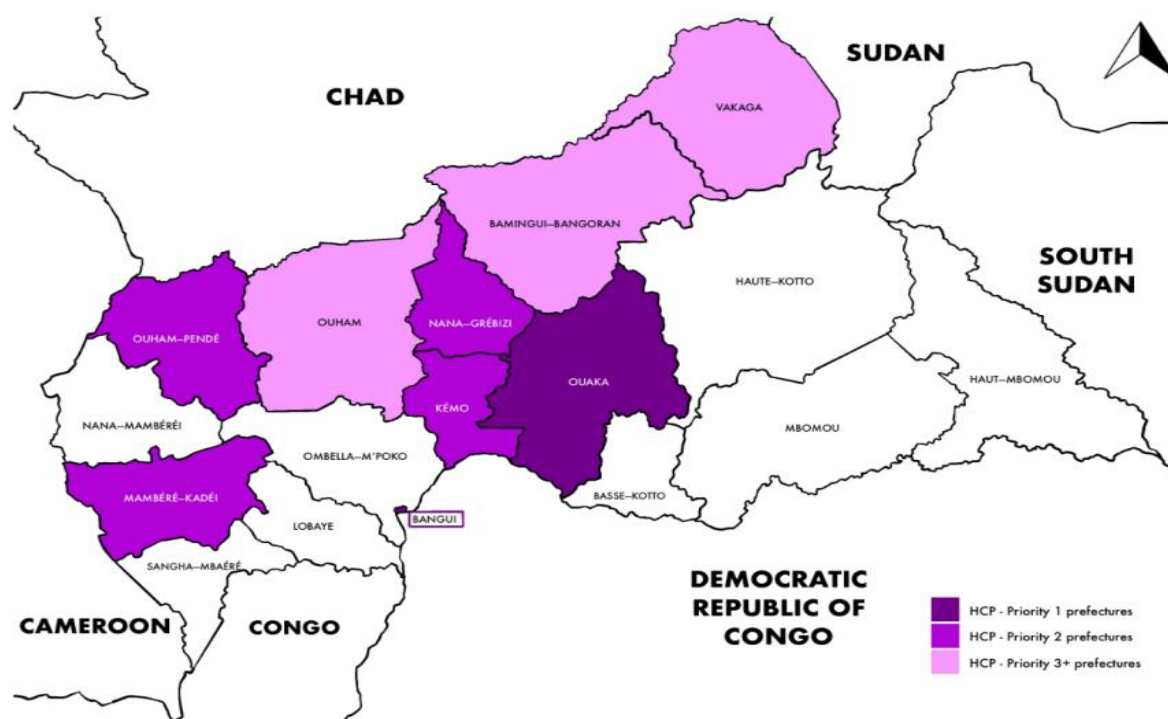 SUDAN
CHAD
VAKAGA
BAMINGUI–BANGORAN
SOUTH
SUDAN
HAUTE–KOTTO
OUHAM
NANA–GRÉBIZI
OUHAM–PENDÉ
OUAKA
HAUT–MBOMOU
KÉMO
NANA–MAMBÉRÉI
MBOMOU
OMBELLA–M'POKO
MAMBÉRÉ–KADÉI
BASSE–KOTTO
BANGUI
LOBAYE
SANGHA–MBAÉRÉ
DEMOCRATIC
REPUBLIC OF
CONGO
CAMEROON
CONGO
HCP - Priority 1 prefectures
HCP - Priority 2 prefectures
HCP - Priority 3+ prefectures